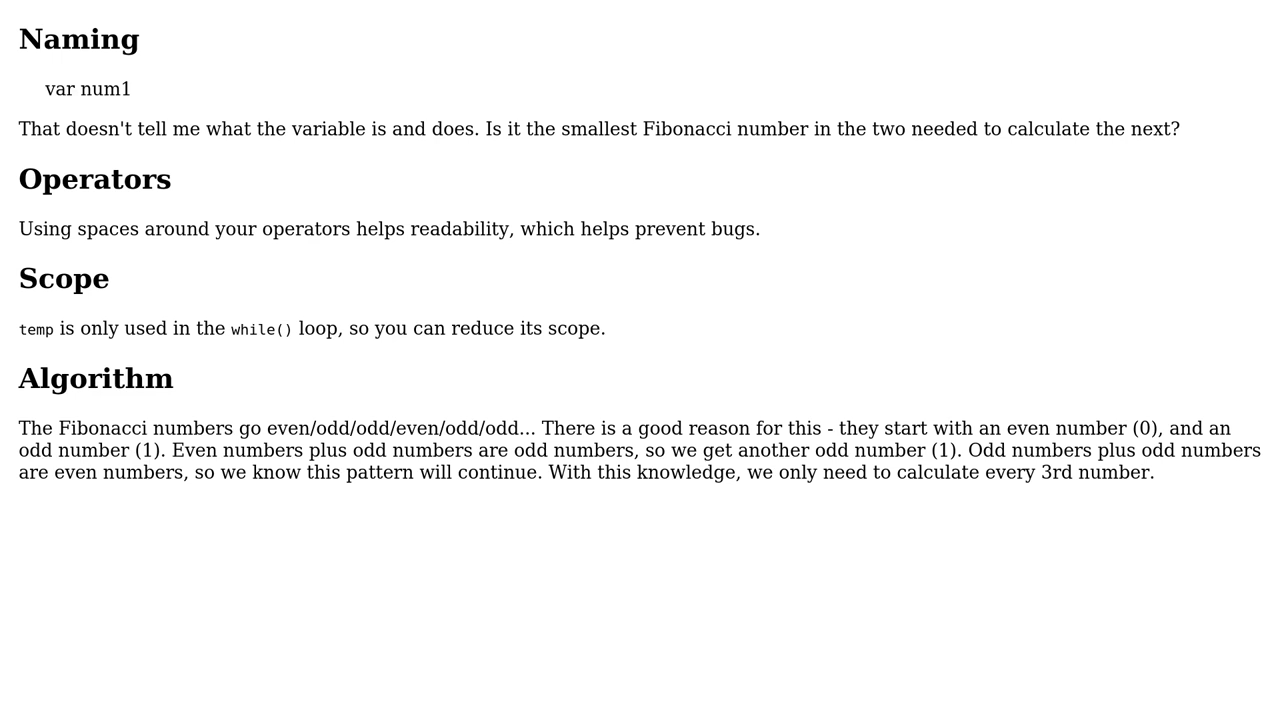 Naming
var num1
That doesn't tell me what the variable is and does. Is it the smallest Fibonacci number in the two needed to calculate the next?
Operators
Using spaces around your operators helps readability, which helps prevent bugs.
Scope
temp is only used in the while() loop, so you can reduce its scope.
Algorithm
The Fibonacci numbers go even/odd/odd/even/odd/odd... There is a good reason for this - they start with an even number (0), and an
odd number (1). Even numbers plus odd numbers are odd numbers, so we get another odd number (1). Odd numbers plus odd numbers
are even numbers, so we know this pattern will continue. With this knowledge, we only need to calculate every 3rd number.